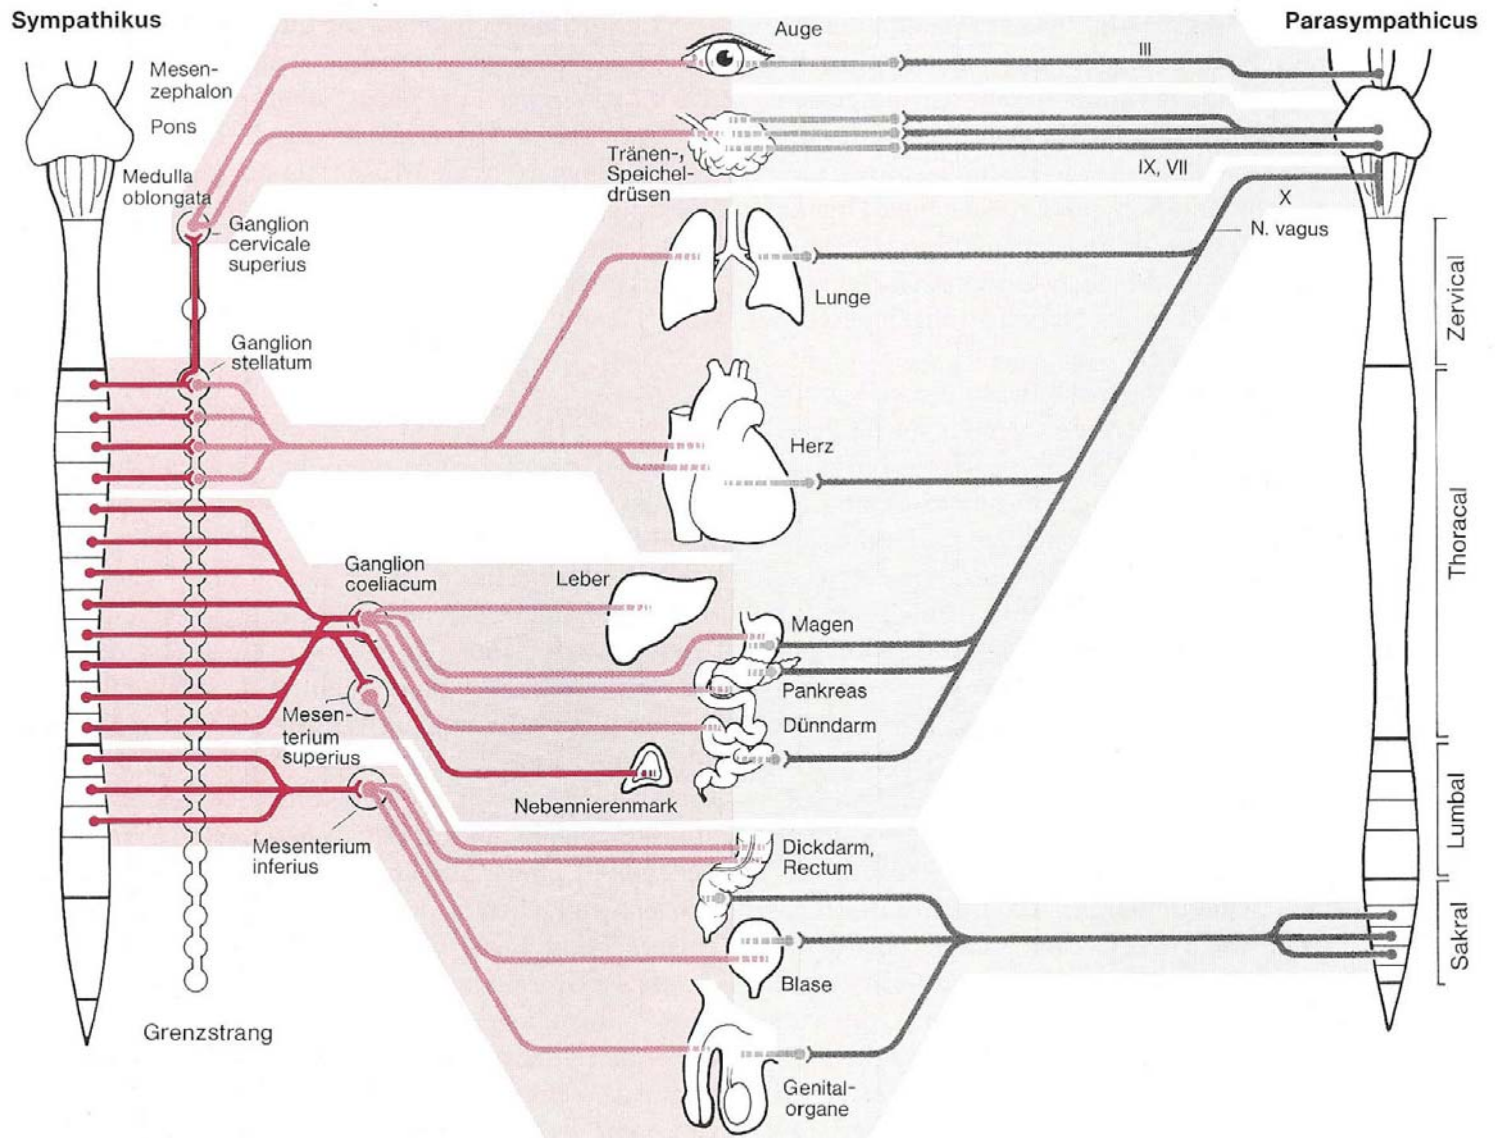 Sympathikus
Parasympathicus
Auge
III
Mesen-
zephalon
Pons
Tränen-,
Speichel-
drüsen
IX, VII
Medulla
oblongata
X
N. vagus
Ganglion
cervicale
superius
Lunge
Zervical
Ganglion
stellatum
Herz
Thoracal
Ganglion
coeliacum
Leber
Magen
Pankreas
Dünndarm
Mesen-
terium
superius
Nebennierenmark
Lumbal
Mesenterium
inferius
Dickdarm,
Rectum
Sakral
Blase
Grenzstrang
Genital-
organe